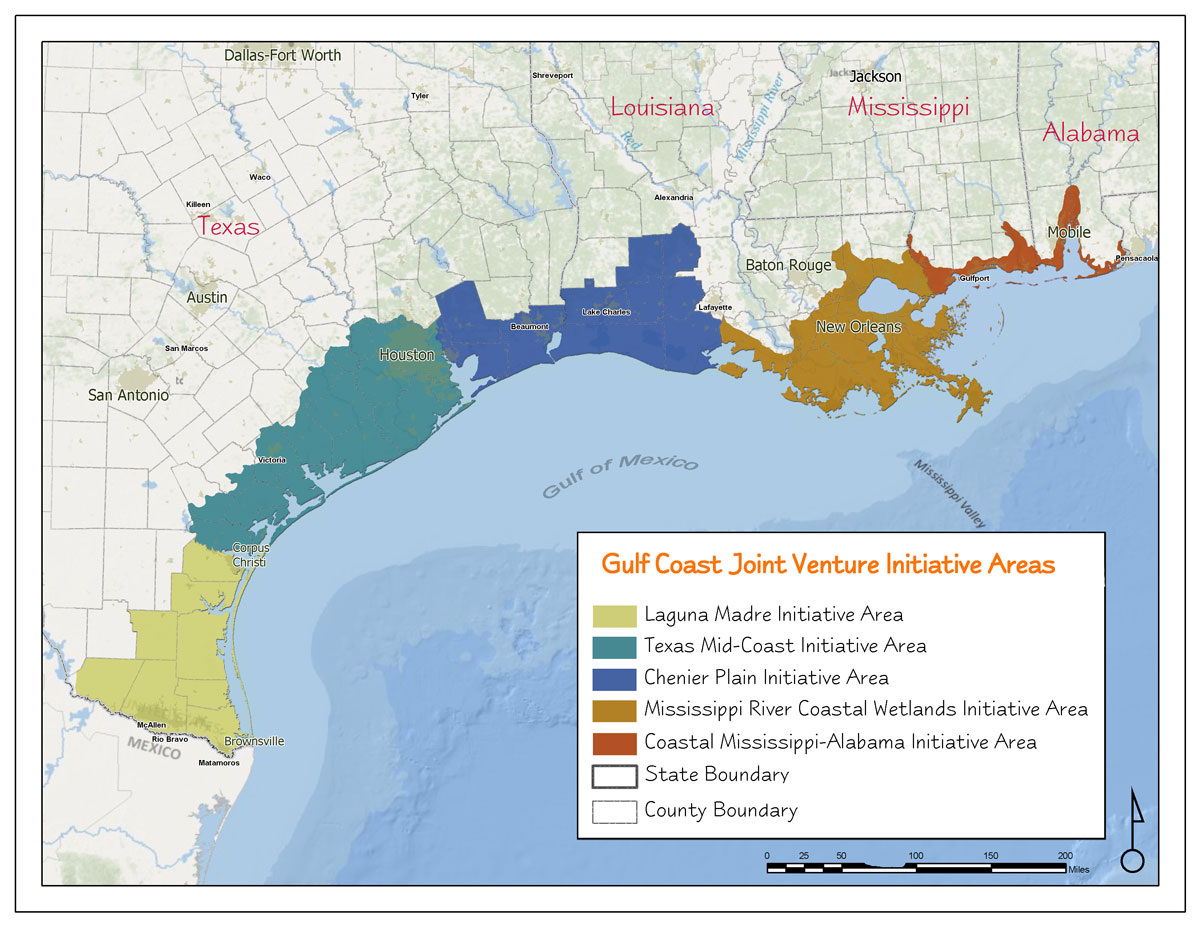 Dallas-Fort Worth
Shreveport
Jackson
Tyler
Louisiana
Mississippi
Mississippi River
Red
Alabama
Waco
Alexandria
Killeen
Texas
Mobile
Baton Rouge
Pensacaola
Gulfport
Austin
Lafayette
Lake Charles
Beaumont
New Orleans
San Marcos
Houston
San Antonio
Victoria
Gulf of Mexico
Mississippi Valley
Corpus
Christi
Gulf Coast Joint Venture Initiative Areas
Laguna Madre Initiative Area
Texas Mid-Coast Initiative Area
Chenier Plain Initiative Area
Mississippi River Coastal Wetlands Initiative Area
Coastal Mississippi-Alabama Initiative Area
State Boundary
County Boundary
McAllen
Rio Bravo
MEXICO
Brownsville
Matamoros
0 25 50 100 150 200
Miles